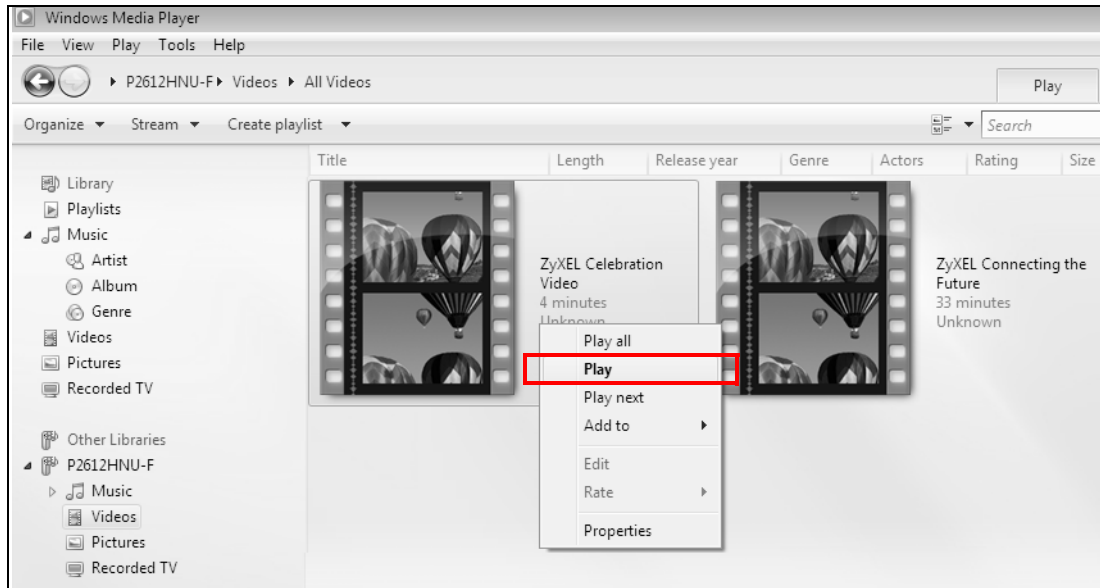 Windows Media Player
File View Play Tools Help
P2612HNU-F Videos All Videos
Play
Organize Stream Create playlist
Search
Title Length Release year Genre Actors Rating Size
Library
Playlists
Music
Artist
Album
Genre
Videos
Pictures
Recorded TV
Other Libraries
P2612HNU-F
Music
Videos
Pictures
Recorded TV
ZyXEL Celebration
Video
4 minutes
Unknown
ZyXEL Connecting the
Future
33 minutes
Unknown
Play all
Play
Play next
Add to
Edit
Rate
Properties